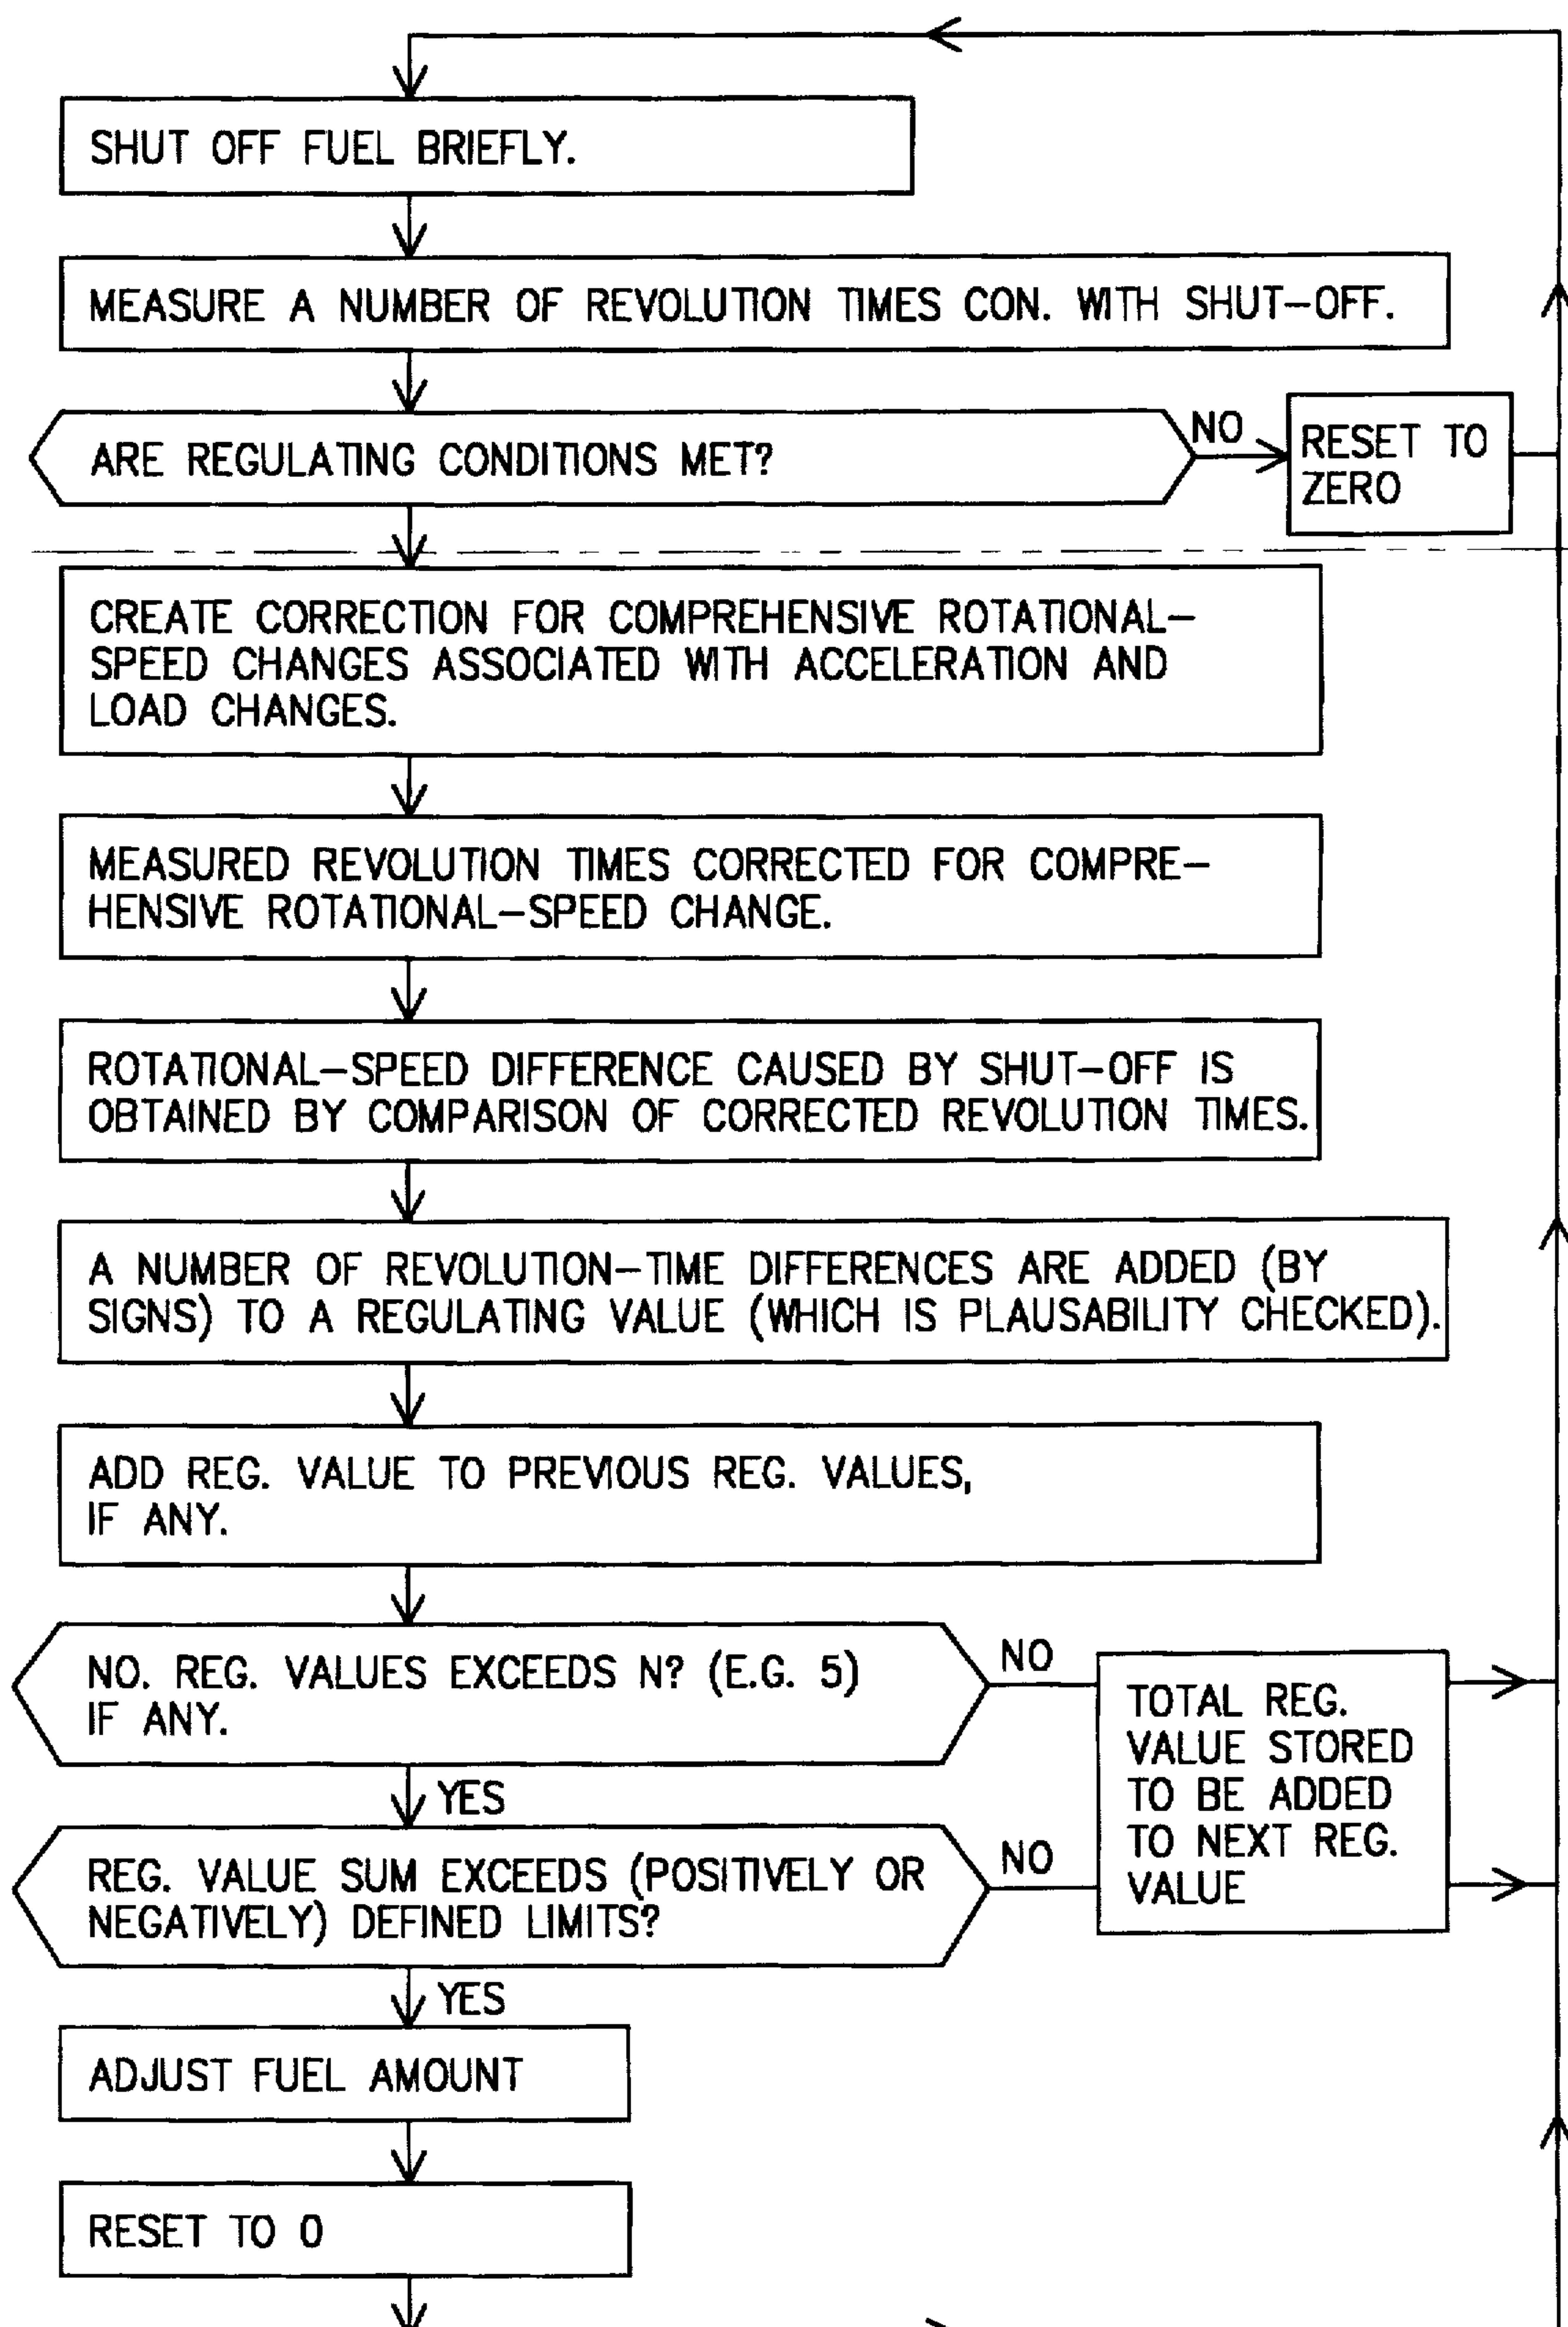 SHUT OFF FUEL BRIEFLY.
MEASURE A NUMBER OF REVOLUTION TIMES CON. WITH SHUT-OFF.
ARE REGULATING CONDITIONS MET?
NO
RESET TO
ZERO
CREATE CORRECTION FOR COMPREHENSIVE ROTATIONAL-
SPEED CHANGES ASSOCIATED WITH ACCELERATION AND
LOAD CHANGES.
MEASURED REVOLUTION TIMES CORRECTED FOR COMPRE-
HENSIVE ROTATIONAL-SPEED CHANGE.
ROTATIONAL-SPEED DIFFERENCE CAUSED BY SHUT-OFF IS
OBTAINED BY COMPARISON OF CORRECTED REVOLUTION TIMES.
A NUMBER OF REVOLUTION-TIME DIFFERENCES ARE ADDED (BY
SIGNS) TO A REGULATING VALUE (WHICH IS PLAUSABILITY CHECKED).
ADD REG. VALUE TO PREVIOUS REG. VALUES,
IF ANY.
NO. REG. VALUES EXCEEDS N? (E.G. 5)
IF ANY.
NO
YES
REG. VALUE SUM EXCEEDS (POSITIVELY OR
NEGATIVELY) DEFINED LIMITS?
NO
TOTAL REG.
VALUE STORED
TO BE ADDED
TO NEXT REG.
VALUE
YES
ADJUST FUEL AMOUNT
RESET TO 0